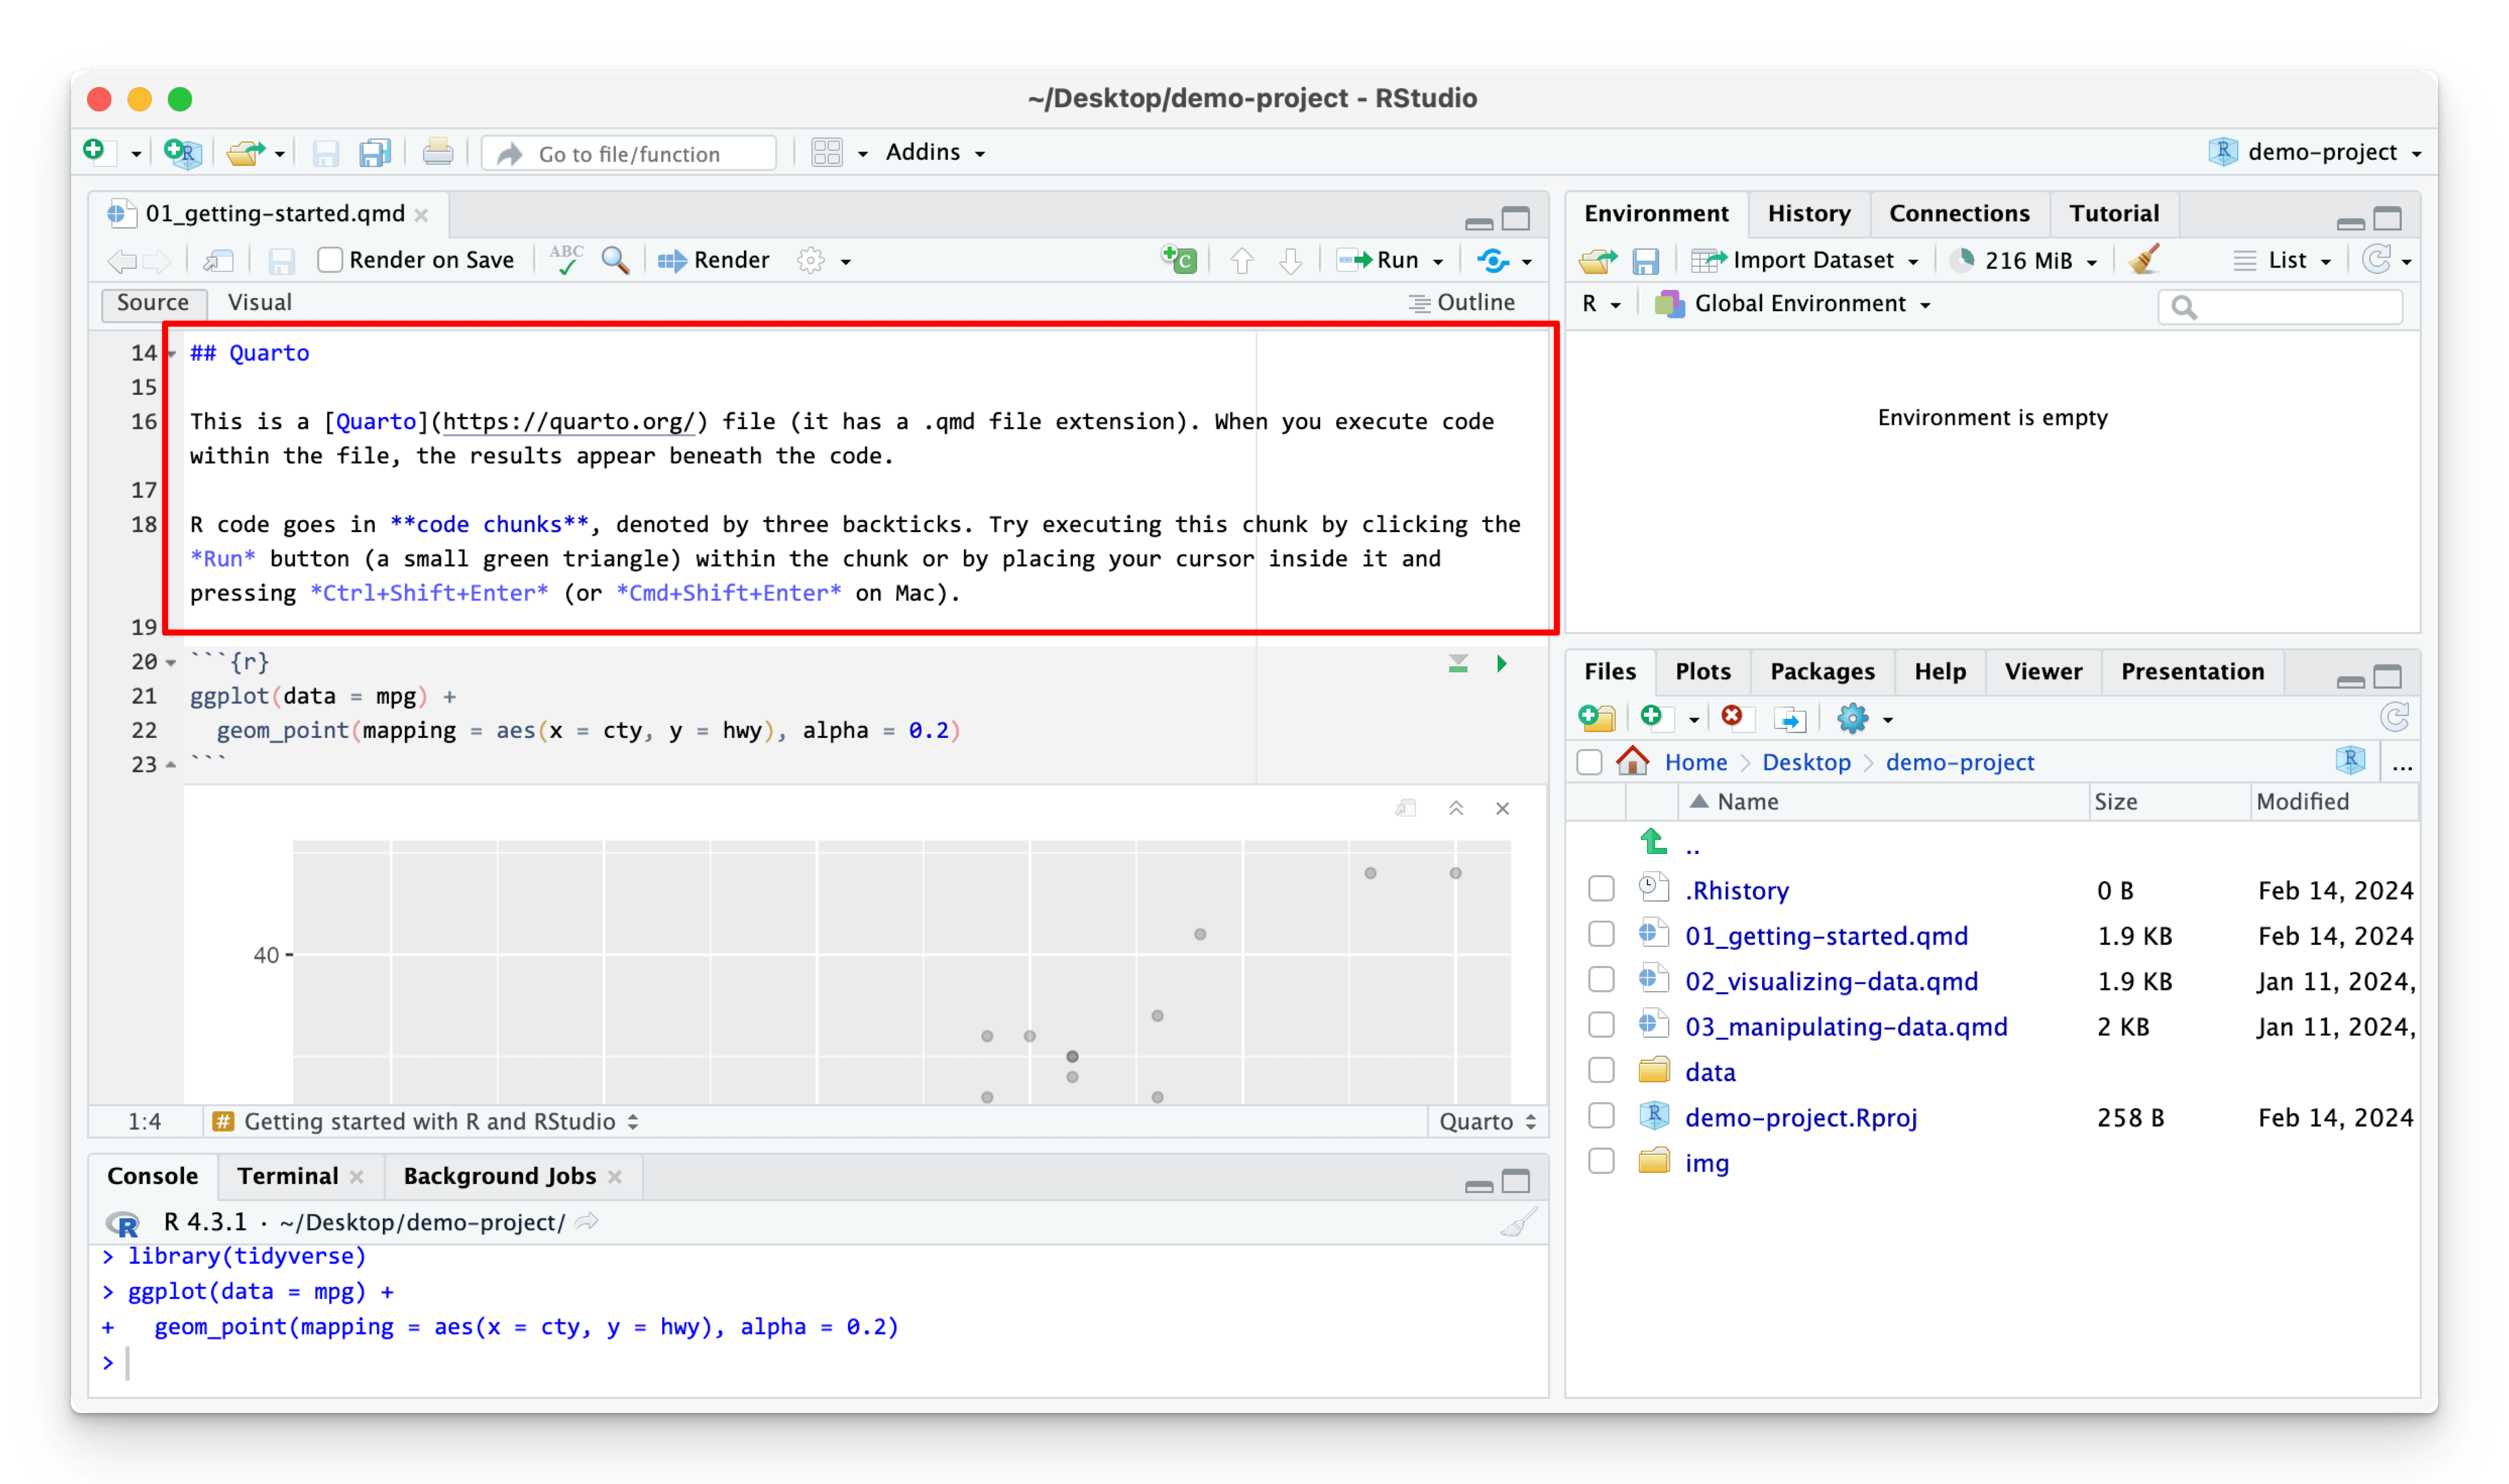 ~/Desktop/demo-project - RStudio
Go to file/function
Addins
demo-project
01_getting-started.qmd
Render on Save
ABC
Render
Run
Source
Visual
Outline
14
## Quarto
15
16
This is a [Quarto](https://quarto.org/) file (it has a .qmd file extension). When you execute code
within the file, the results appear beneath the code.
17
18
R code goes in **code chunks**, denoted by three backticks. Try executing this chunk by clicking the
*Run* button (a small green triangle) within the chunk or by placing your cursor inside it and
pressing *Ctrl+Shift+Enter* (or *Cmd+Shift+Enter* on Mac).
19
20
```{r}
21
ggplot(data = mpg) +
22
  geom_point(mapping = aes(x = cty, y = hwy), alpha = 0.2)
23
```
40
1:4
# Getting started with R and RStudio
Quarto
Console
Terminal
Background Jobs
R 4.3.1 · ~/Desktop/demo-project/
> library(tidyverse)
> ggplot(data = mpg) +
+   geom_point(mapping = aes(x = cty, y = hwy), alpha = 0.2)
>
Environment
History
Connections
Tutorial
Import Dataset
216 MiB
List
R
Global Environment
Environment is empty
Files
Plots
Packages
Help
Viewer
Presentation
Home
Desktop
demo-project
...
Name
Size
Modified
..
.Rhistory
0 B
Feb 14, 2024
01_getting-started.qmd
1.9 KB
Feb 14, 2024
02_visualizing-data.qmd
1.9 KB
Jan 11, 2024,
03_manipulating-data.qmd
2 KB
Jan 11, 2024,
data
demo-project.Rproj
258 B
Feb 14, 2024
img